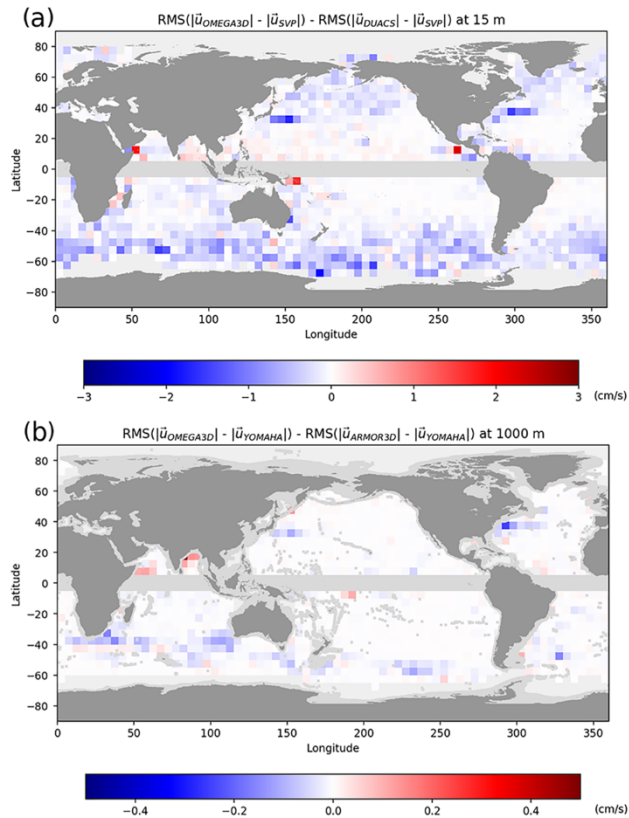 (a)
RMS(|u⃗OMEGA3D| - |u⃗SVP|) - RMS(|u⃗DUACS| - |u⃗SVP|) at 15 m
80
60
40
20
0
−20
−40
−60
−80
Latitude
0 50 100 150 200 250 300 350
Longitude
−3 −2 −1 0 1 2 3 (cm/s)
(b)
RMS(|u⃗OMEGA3D| - |u⃗YOMAHA|) - RMS(|u⃗ARMOR3D| - |u⃗YOMAHA|) at 1000 m
80
60
40
20
0
−20
−40
−60
−80
Latitude
0 50 100 150 200 250 300 350
Longitude
−0.4 −0.2 0.0 0.2 0.4 (cm/s)